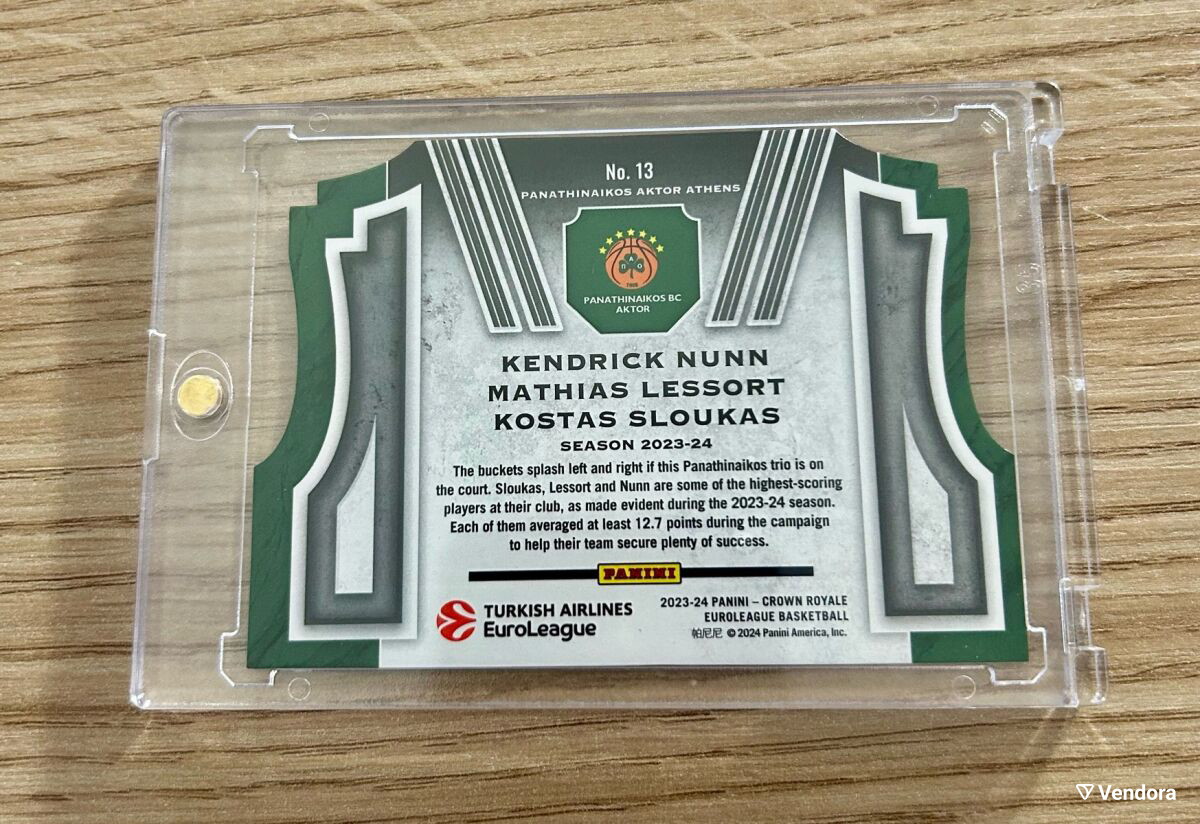 No. 13
PANATHINAIKOS AKTOR ATHENS
Π Α Ο
1908
PANATHINAIKOS BC
AKTOR
KENDRICK NUNN
MATHIAS LESSORT
KOSTAS SLOUKAS
SEASON 2023-24
The buckets splash left and right if this Panathinaikos trio is on
the court. Sloukas, Lessort and Nunn are some of the highest-scoring
players at their club, as made evident during the 2023-24 season.
Each of them averaged at least 12.7 points during the campaign
to help their team secure plenty of success.
PANINI
TURKISH AIRLINES
EuroLeague
2023-24 PANINI – CROWN ROYALE
EUROLEAGUE BASKETBALL
帕尼尼 © 2024 Panini America, Inc.
Vendora